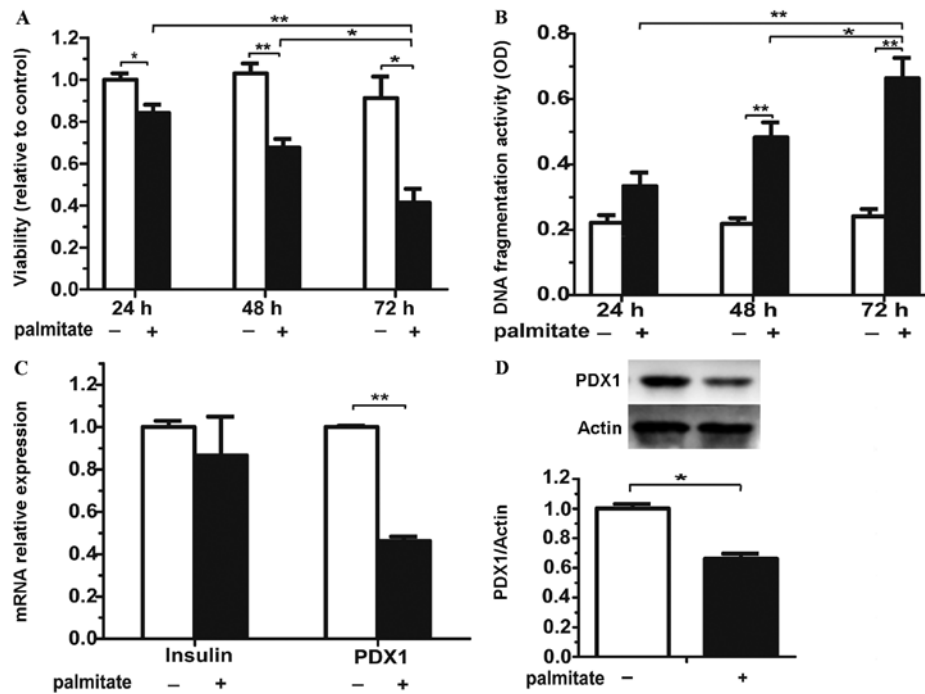 A
**
*
1.2
*
**
*
1.0
0.8
0.6
0.4
0.2
0.0
Viability (relative to control)
24 h 48 h 72 h
palmitate – + – + – +
B
**
*
**
0.8
**
0.6
0.4
0.2
0.0
DNA fragmentation activity (OD)
24 h 48 h 72 h
palmitate – + – + – +
C
1.2
**
1.0
0.8
0.6
0.4
0.2
0.0
mRNA relative expression
Insulin PDX1
palmitate – + – +
D
PDX1
Actin
*
1.2
1.0
0.8
0.6
0.4
0.2
0.0
PDX1/Actin
palmitate – +